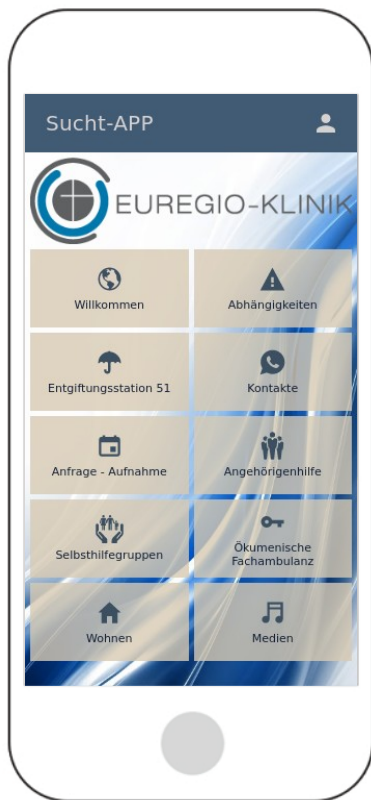 Sucht-APP
EUREGIO-KLINIK
Willkommen
Abhängigkeiten
Entgiftungsstation 51
Kontakte
Anfrage - Aufnahme
Angehörigenhilfe
Selbsthilfegruppen
Ökumenische
Fachambulanz
Wohnen
Medien